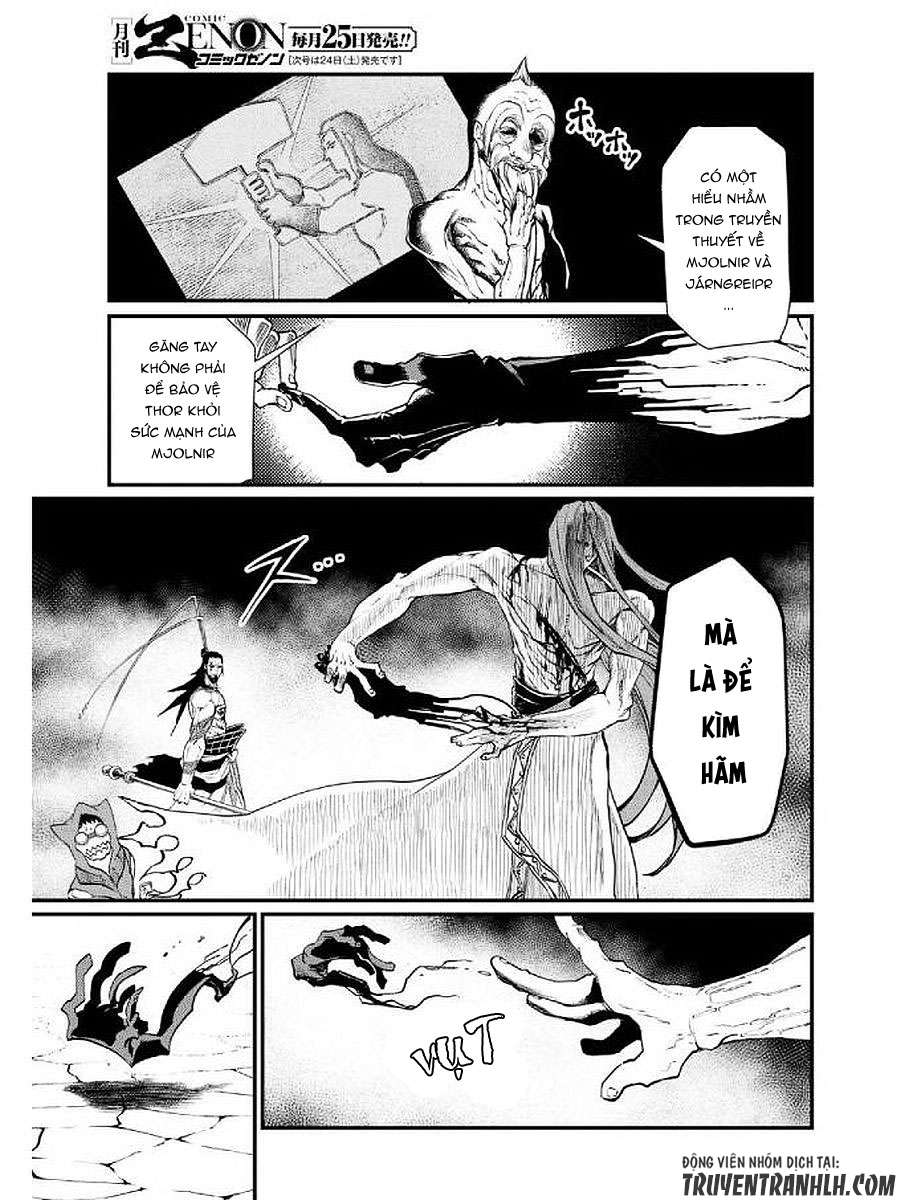 月刊
COMIC
ZENON
コミックゼノン
毎月25日発売!!
[次号は24日(土)発売です]
ホッホッ
CÓ MỘT
HIỂU NHẦM
TRONG TRUYỀN
THUYẾT VỀ
MJOLNIR VÀ
JÁRNGREIPR
...
GĂNG TAY
KHÔNG PHẢI
ĐỂ BẢO VỆ
THOR KHỎI
SỨC MẠNH CỦA
MJOLNIR
ス...
MÀ
LÀ ĐỂ
KÌM
HÃM
VỤT
ĐỘNG VIÊN NHÓM DỊCH TẠI:
TRUYENTRANHLH.COM